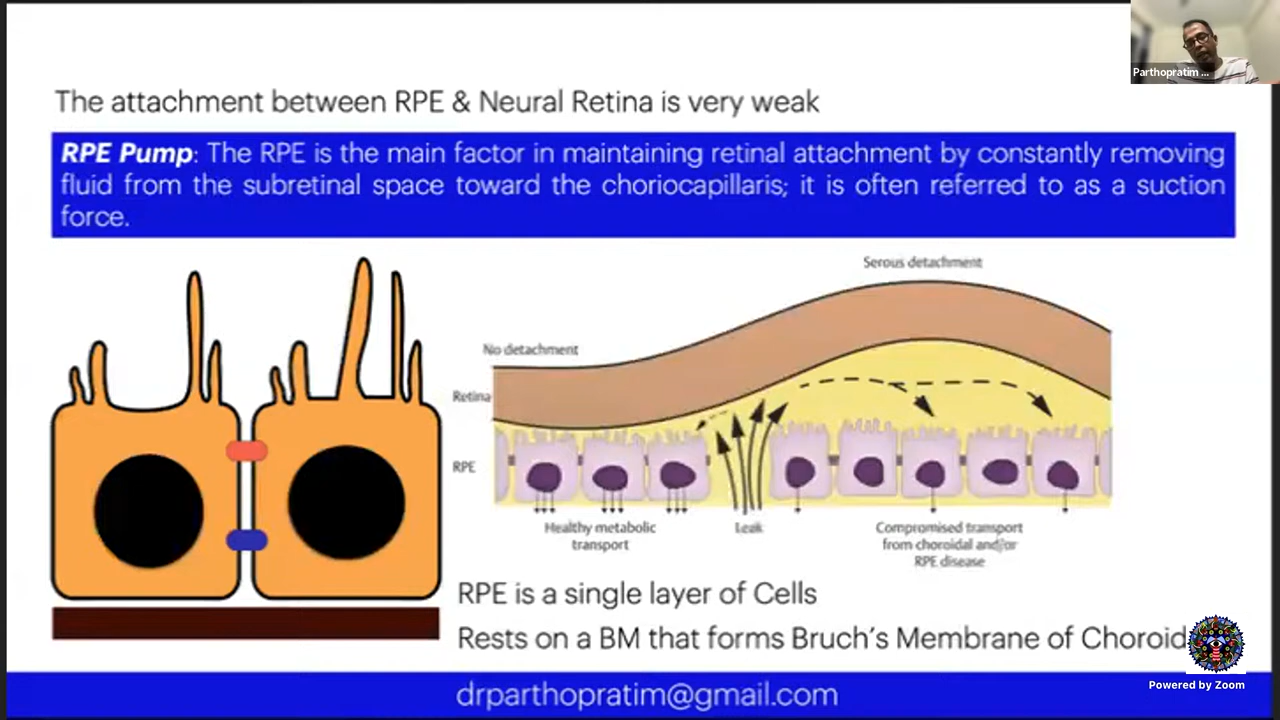 Parthopratim ...
The attachment between RPE & Neural Retina is very weak
RPE Pump: The RPE is the main factor in maintaining retinal attachment by constantly removing
fluid from the subretinal space toward the choriocapillaris; it is often referred to as a suction
force.
Serous detachment
No detachment
Retina
RPE
Healthy metabolic
transport
Leak
Compromised transport
from choroidal and/or
RPE disease
RPE is a single layer of Cells
Rests on a BM that forms Bruch's Membrane of Choroid
drparthopratim@gmail.com
Powered by Zoom